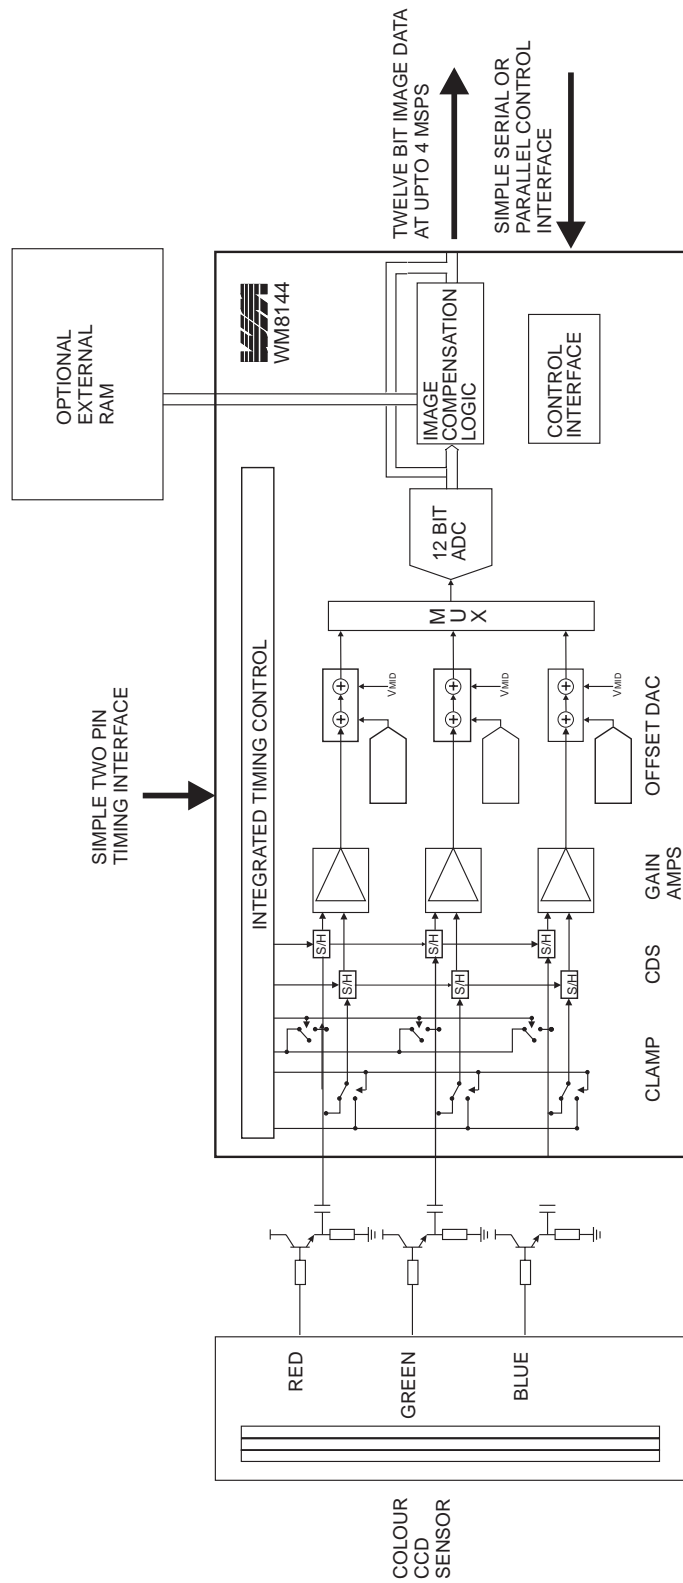 OPTIONAL
EXTERNAL
RAM
TWELVE BIT IMAGE DATA
AT UPTO 4 MSPS
SIMPLE SERIAL OR
PARALLEL CONTROL
INTERFACE
WM8144
SIMPLE TWO PIN
TIMING INTERFACE
INTEGRATED TIMING CONTROL
IMAGE
COMPENSATION
LOGIC
CONTROL
INTERFACE
12 BIT
ADC
M
U
X
VMID
VMID
VMID
S/H
S/H
S/H
S/H
S/H
S/H
CLAMP
CDS
GAIN
AMPS
OFFSET DAC
RED
GREEN
BLUE
COLOUR
CCD
SENSOR